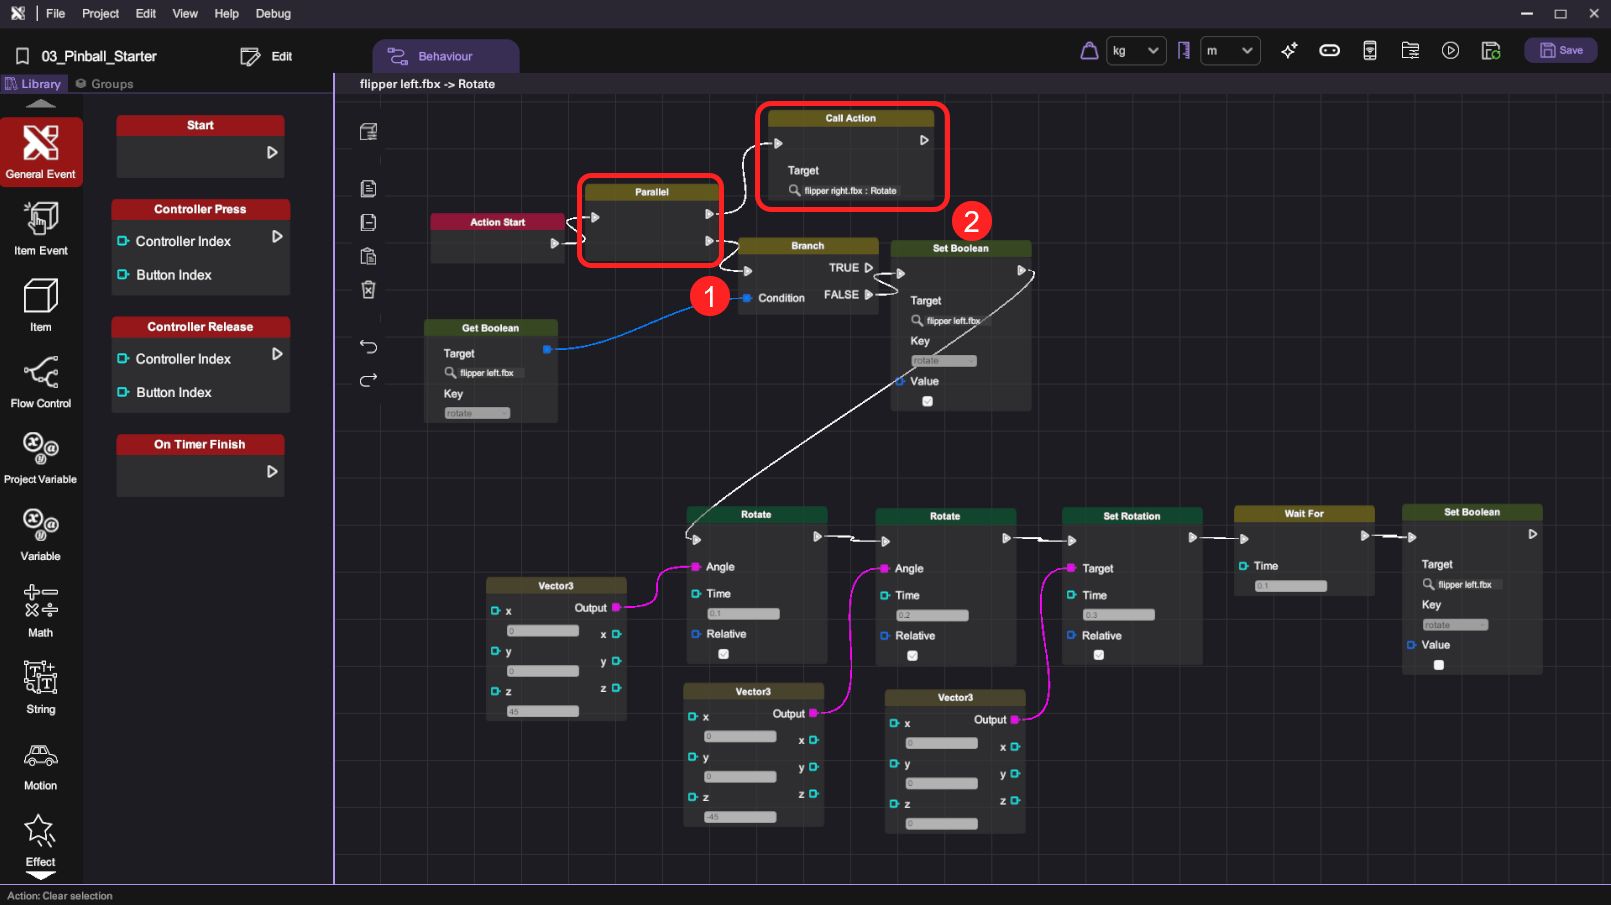 File Project Edit View Help Debug
03_Pinball_Starter
Edit
Behaviour
kg
m
Save
Library
Groups
flipper left.fbx -> Rotate
General Event
Item Event
Item
Flow Control
Project Variable
Variable
Math
String
Motion
Effect
Start
Controller Press
Controller Index
Button Index
Controller Release
Controller Index
Button Index
On Timer Finish
Call Action
Target
flipper right.fbx : Rotate
Parallel
Action Start
2
1
Branch
TRUE
Condition FALSE
Set Boolean
Target
flipper left.fbx
Key
rotate
Value
Get Boolean
Target
flipper left.fbx
Key
rotate
Rotate
Angle
Time
0.1
Relative
Rotate
Angle
Time
0.2
Relative
Set Rotation
Target
Time
0.3
Relative
Wait For
Time
0.1
Set Boolean
Target
flipper left.fbx
Key
rotate
Value
Vector3
x Output
0
x
y
0
y
z z
45
Vector3
x Output
0
x
y
0
y
z z
-45
Vector3
x Output
0
x
y
0
y
z z
0
Action: Clear selection